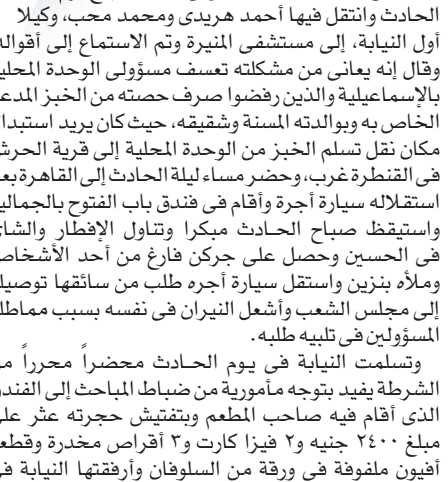 الحادث وانتقل فيها أحمد هريدى ومحمد محب، وكيلا
أول النيابة، إلى مستشفى المنيرة وتم الاستماع إلى أقواله
وقال إنه يعانى من مشكلته تعسف مسؤولى الوحدة المحلي
بالإسماعيلية والذين رفضوا صرف حصته من الخبز المدع
الخاص به وبوالدته المسنة وشقيقه، حيث كان يريد استبدا
مكان نقل تسلم الخبز من الوحدة المحلية إلى قرية الحرش
فى القنطرة غرب، وحضر مساء ليلة الحادث إلى القاهرة بع
استقلاله سيارة أجرة وأقام فى فندق باب الفتوح بالجمالي
واستيقظ صباح الحادث مبكرا وتناول الإفطار والشا
فى الحسين وحصل على جركن فارغ من أحد الأشخاص
وملأه بنزين واستقل سيارة أجره طلب من سائقها توصيل
إلى مجلس الشعب وأشعل النيران فى نفسه بسبب مماطل
المسؤولين فى تلبيه طلبه.
وتسلمت النيابة فى يوم الحادث محضراً محرراً م
الشرطة يفيد بتوجه مأمورية من ضباط المباحث إلى الفند
الذى أقام فيه صاحب المطعم وبتفتيش حجرته عثر عل
مبلغ ٢٤٠٠ جنيه و٢ فيزا كارت و٣ أقراص مخدرة وقطع
أفيون ملفوفة فى ورقة من السلوفان وأرفقتها النيابة ف